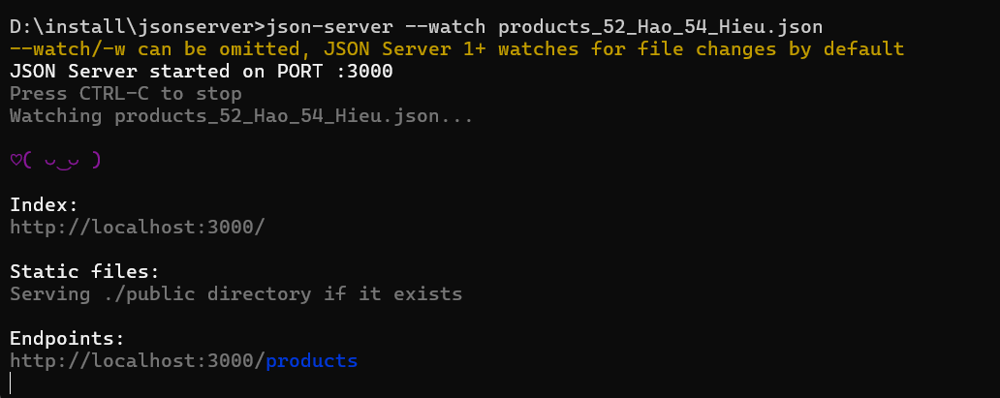 D:\install\jsonserver>json-server --watch products_52_Hao_54_Hieu.json
--watch/-w can be omitted, JSON Server 1+ watches for file changes by default
JSON Server started on PORT :3000
Press CTRL-C to stop
Watching products_52_Hao_54_Hieu.json...
♡( ◡‿◡ )
Index:
http://localhost:3000/
Static files:
Serving ./public directory if it exists
Endpoints:
http://localhost:3000/products